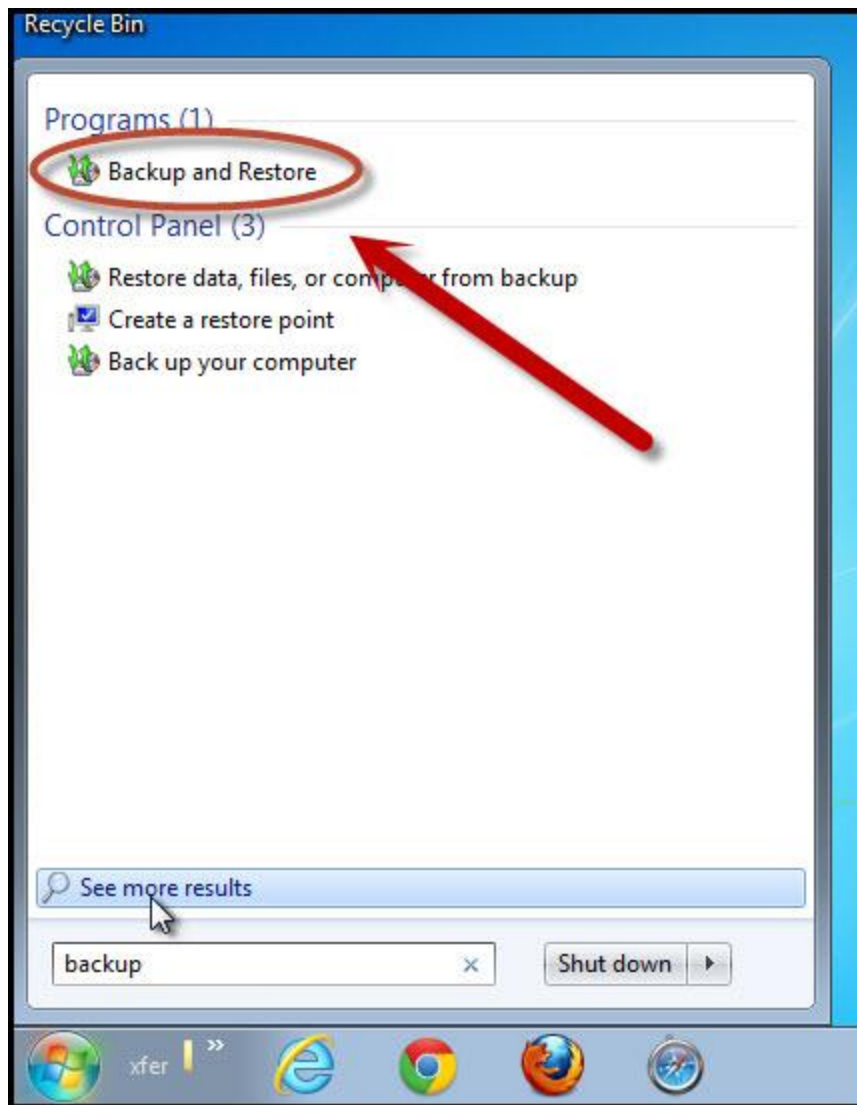 Recycle Bin
Programs (1)
Backup and Restore
Control Panel (3)
Restore data, files, or computer from backup
Create a restore point
Back up your computer
See more results
backup
Shut down
xfer